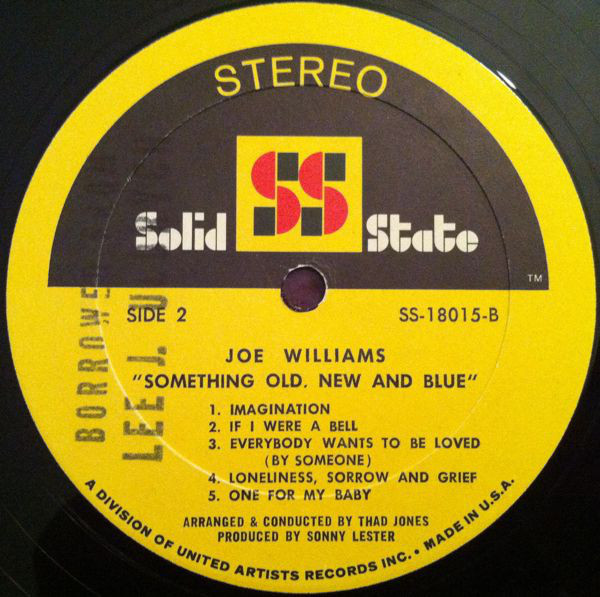 STEREO
SS
Solid State
TM
SIDE 2 SS-18015-B
JOE WILLIAMS
"SOMETHING OLD, NEW AND BLUE"
1. IMAGINATION
2. IF I WERE A BELL
3. EVERYBODY WANTS TO BE LOVED
(BY SOMEONE)
4. LONELINESS, SORROW AND GRIEF
5. ONE FOR MY BABY
ARRANGED & CONDUCTED BY THAD JONES
PRODUCED BY SONNY LESTER
A DIVISION OF UNITED ARTISTS RECORDS INC. • MADE IN U.S.A.
LEE J.